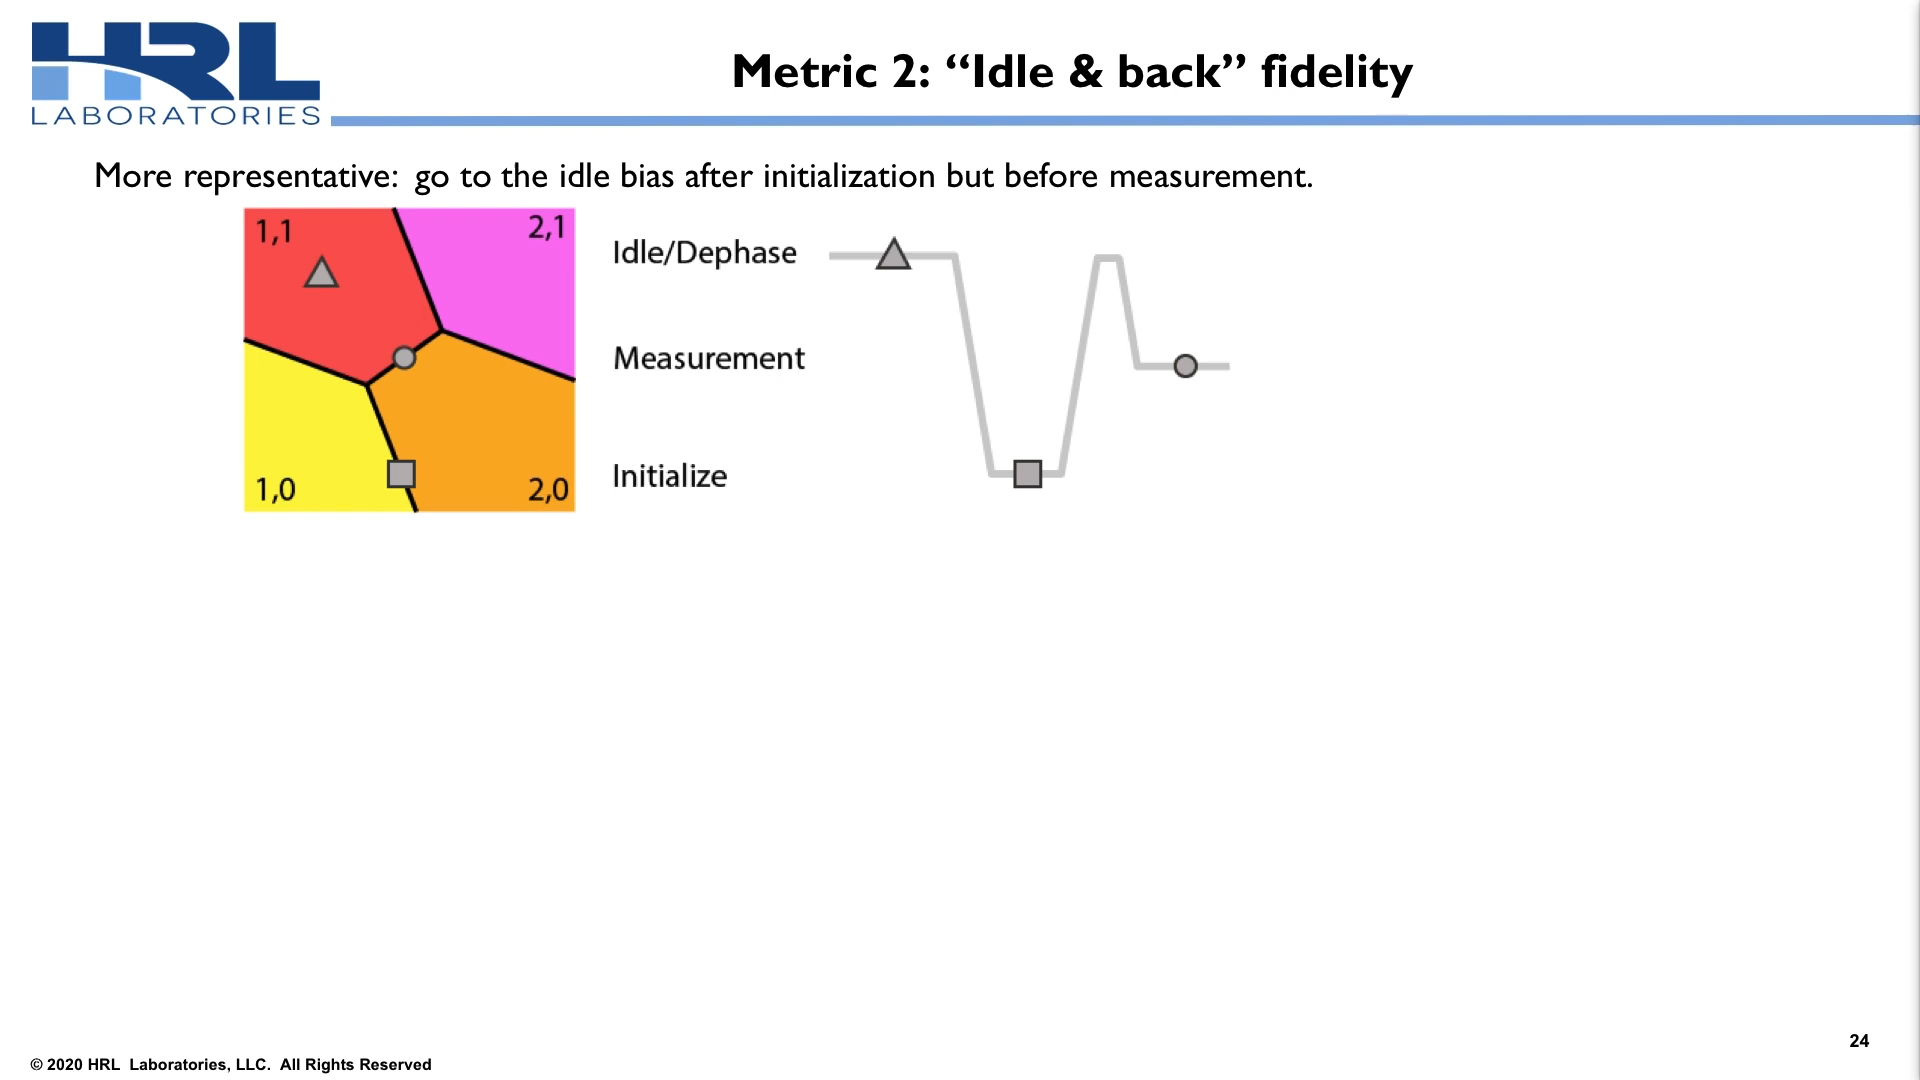 HRL
LABORATORIES
Metric 2: “Idle & back” fidelity
More representative: go to the idle bias after initialization but before measurement.
1,1
2,1
1,0
2,0
Idle/Dephase
Measurement
Initialize
24
© 2020 HRL Laboratories, LLC. All Rights Reserved